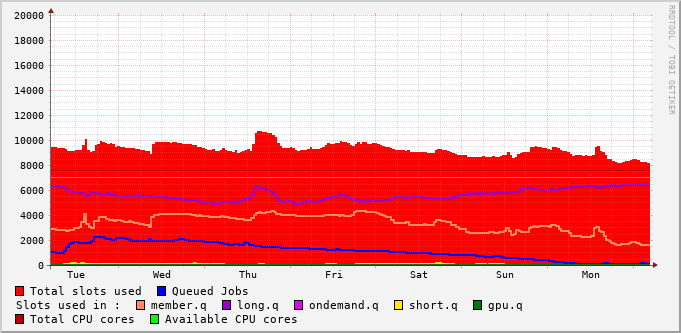 20000
18000
16000
14000
12000
10000
8000
6000
4000
2000
0
Tue Wed Thu Fri Sat Sun Mon
Total slots used Queued Jobs
Slots used in : member.q long.q ondemand.q short.q gpu.q
Total CPU cores Available CPU cores
RRDTOOL / TOBI OETIKER